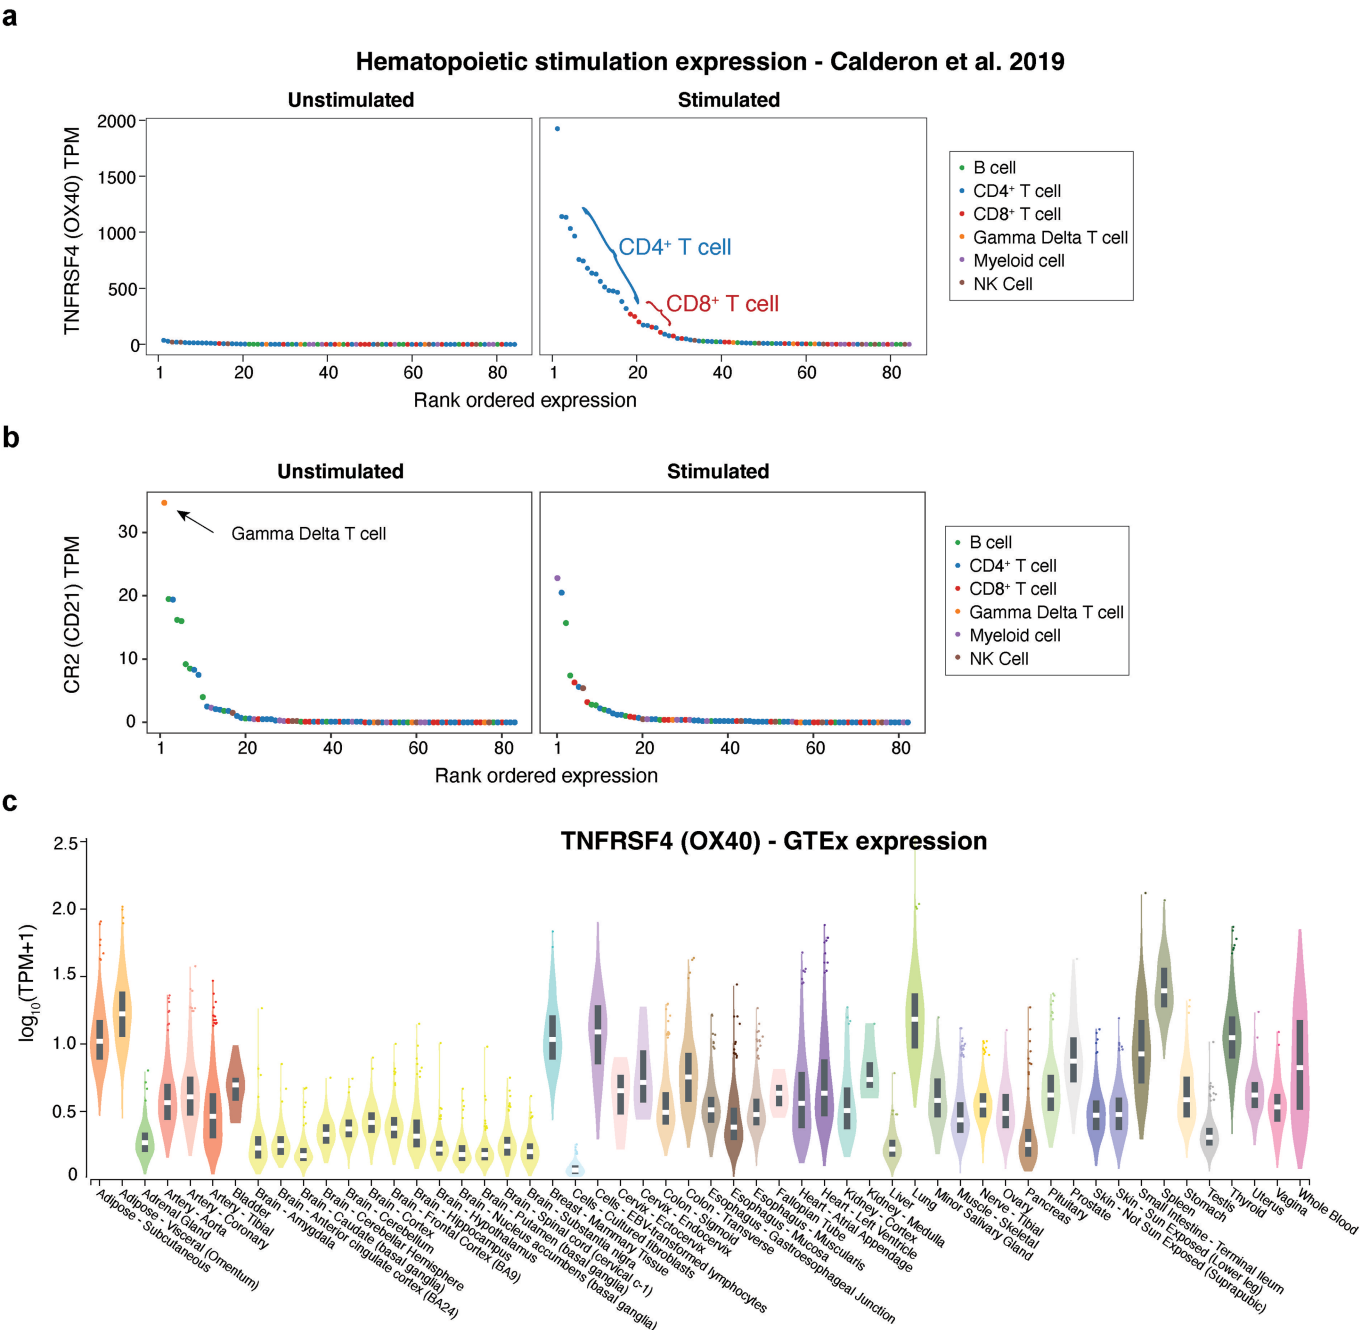 a
Hematopoietic stimulation expression - Calderon et al. 2019
Unstimulated
Stimulated
TNFRSF4 (OX40) TPM
2000
1500
1000
500
0
CD4+ T cell
CD8+ T cell
1 20 40 60 80
1 20 40 60 80
Rank ordered expression
B cell
CD4+ T cell
CD8+ T cell
Gamma Delta T cell
Myeloid cell
NK Cell
b
Unstimulated
Stimulated
CR2 (CD21) TPM
30
20
10
0
Gamma Delta T cell
1 20 40 60 80
1 20 40 60 80
Rank ordered expression
B cell
CD4+ T cell
CD8+ T cell
Gamma Delta T cell
Myeloid cell
NK Cell
c
TNFRSF4 (OX40) - GTEx expression
log10(TPM+1)
2.5
2.0
1.5
1.0
0.5
0
Adipose - Subcutaneous
Adipose - Visceral (Omentum)
Adrenal Gland
Artery - Aorta
Artery - Coronary
Artery - Tibial
Bladder
Brain - Amygdala
Brain - Anterior cingulate cortex (BA24)
Brain - Caudate (basal ganglia)
Brain - Cerebellar Hemisphere
Brain - Cerebellum
Brain - Cortex
Brain - Frontal Cortex (BA9)
Brain - Hippocampus
Brain - Hypothalamus
Brain - Nucleus accumbens (basal ganglia)
Brain - Putamen (basal ganglia)
Brain - Spinal cord (cervical c-1)
Brain - Substantia nigra
Breast - Mammary Tissue
Cells - Cultured fibroblasts
Cells - EBV-transformed lymphocytes
Cervix - Ectocervix
Cervix - Endocervix
Colon - Sigmoid
Colon - Transverse
Esophagus - Gastroesophageal Junction
Esophagus - Mucosa
Esophagus - Muscularis
Fallopian Tube
Heart - Atrial Appendage
Heart - Left Ventricle
Kidney - Cortex
Kidney - Medulla
Liver
Lung
Minor Salivary Gland
Muscle - Skeletal
Nerve - Tibial
Ovary
Pancreas
Pituitary
Prostate
Skin - Not Sun Exposed (Suprapubic)
Skin - Sun Exposed (Lower leg)
Small Intestine - Terminal Ileum
Spleen
Stomach
Testis
Thyroid
Uterus
Vagina
Whole Blood